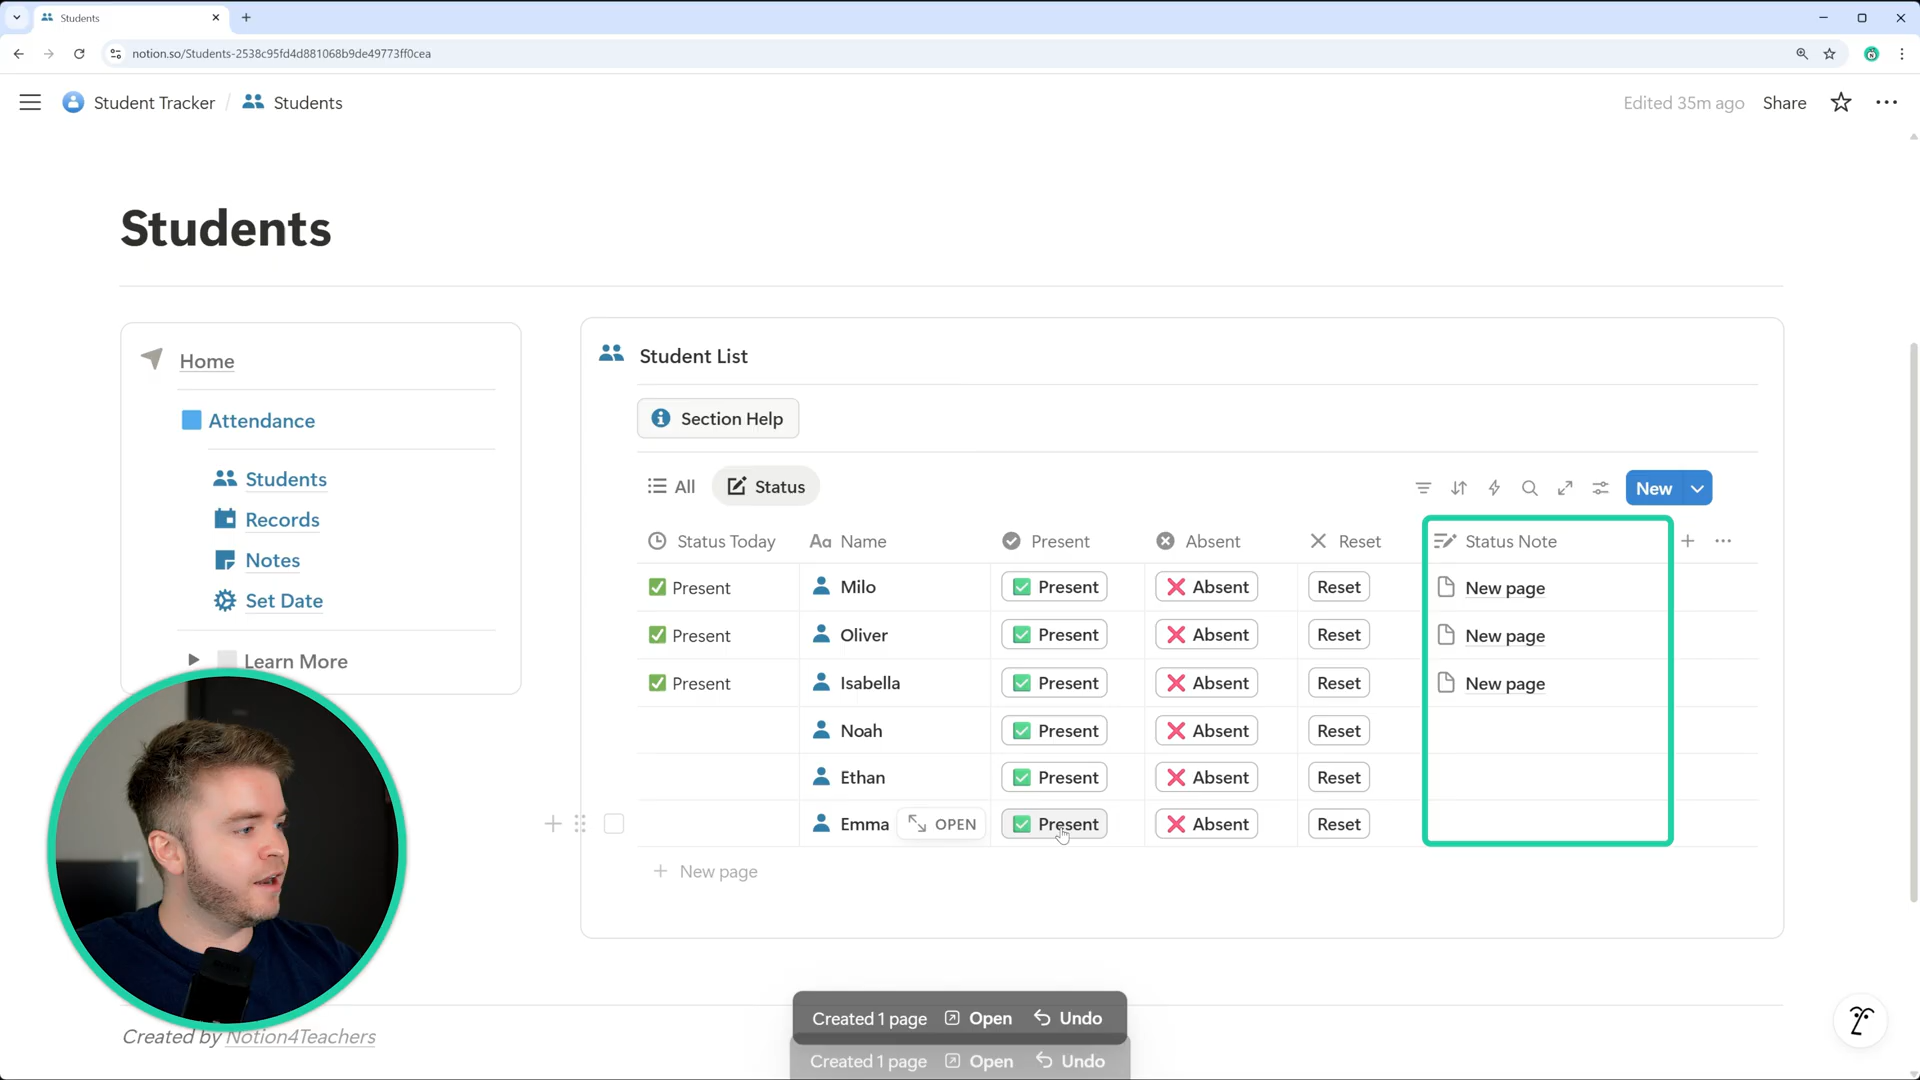 Students
notion.so/Students-2538c95fd4d881068b9de49773ff0cea
Student Tracker / Students
Edited 35m ago Share
Students
Home
Attendance
Students
Records
Notes
Set Date
Learn More
Student List
Section Help
All Status
New
Status Today Aa Name Present Absent Reset Status Note
Present Milo Present Absent Reset New page
Present Oliver Present Absent Reset New page
Present Isabella Present Absent Reset New page
Noah Present Absent Reset
Ethan Present Absent Reset
Emma OPEN Present Absent Reset
New page
Created 1 page Open Undo
Created by Notion4Teachers
Created 1 page Open Undo